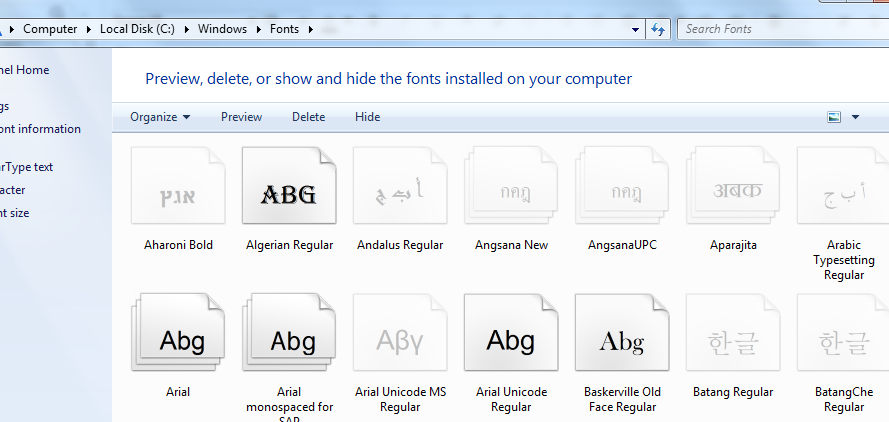 Computer Local Disk (C:) Windows Fonts
Search Fonts
Preview, delete, or show and hide the fonts installed on your computer
nel Home
gs
ont information
arType text
acter
nt size
Organize Preview Delete Hide
אבץ ABG أبج กคฎ กคฎ अबक أب ج
Aharoni Bold Algerian Regular Andalus Regular Angsana New AngsanaUPC Aparajita Arabic
Typesetting
Regular
Abg Abg Αβγ Abg Abg 한글 한글
Arial Arial Arial Unicode MS Arial Unicode Baskerville Old Batang Regular BatangChe
monospaced for Regular Regular Face Regular Regular
SAP